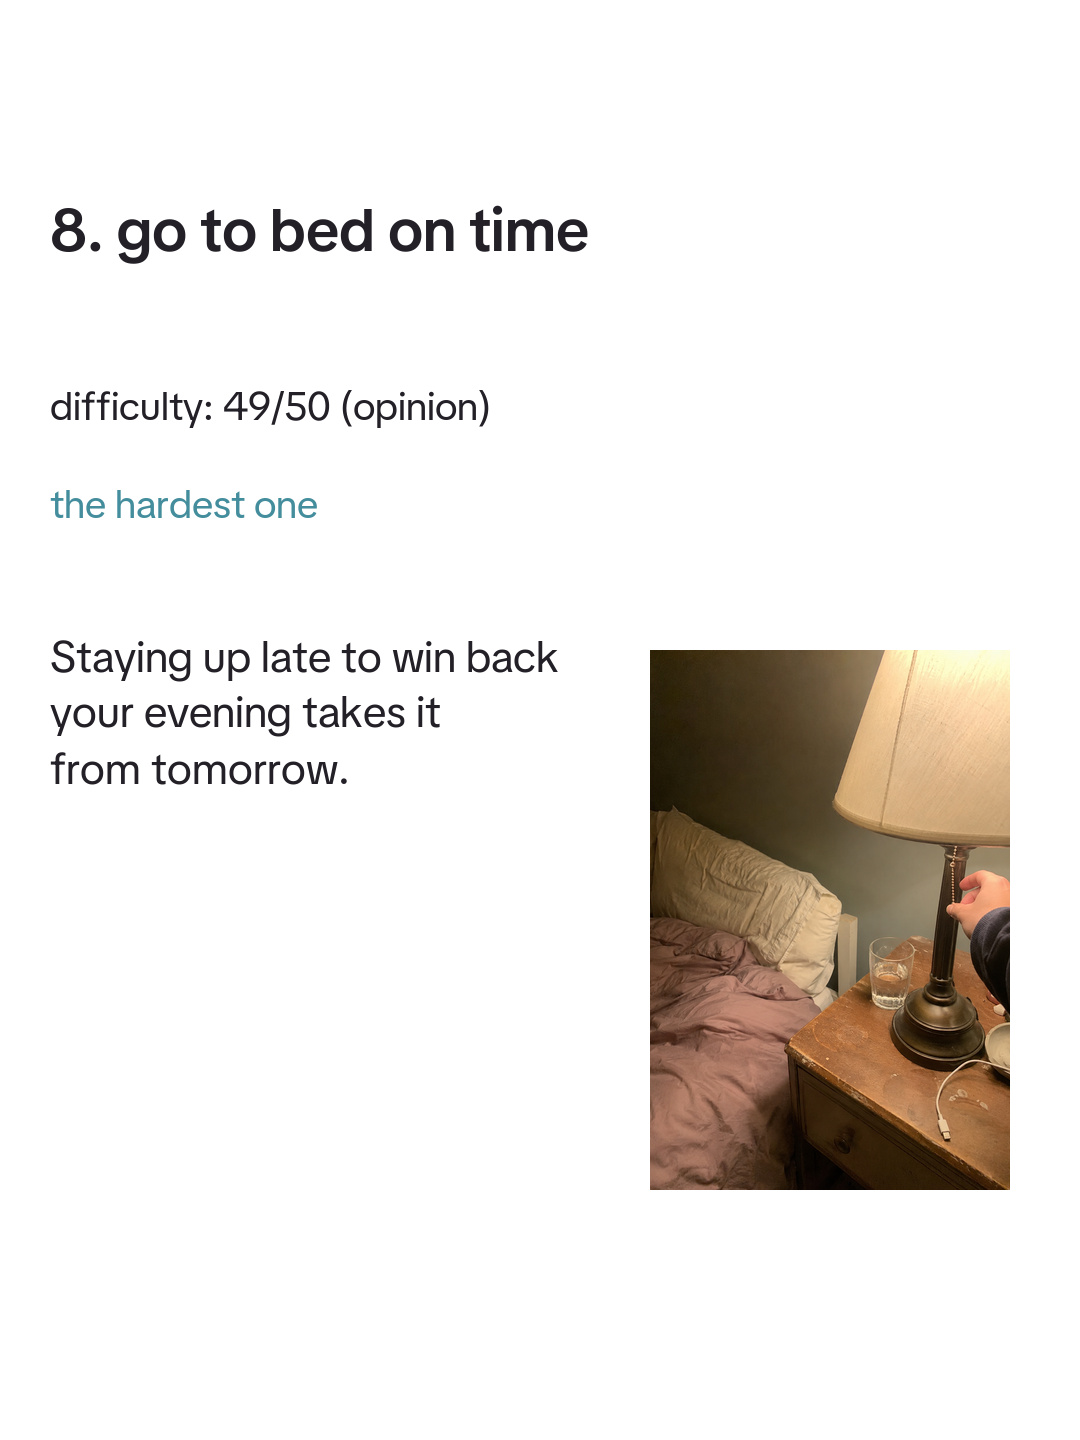 8. go to bed on time
difficulty: 49/50 (opinion)
the hardest one
Staying up late to win back
your evening takes it
from tomorrow.